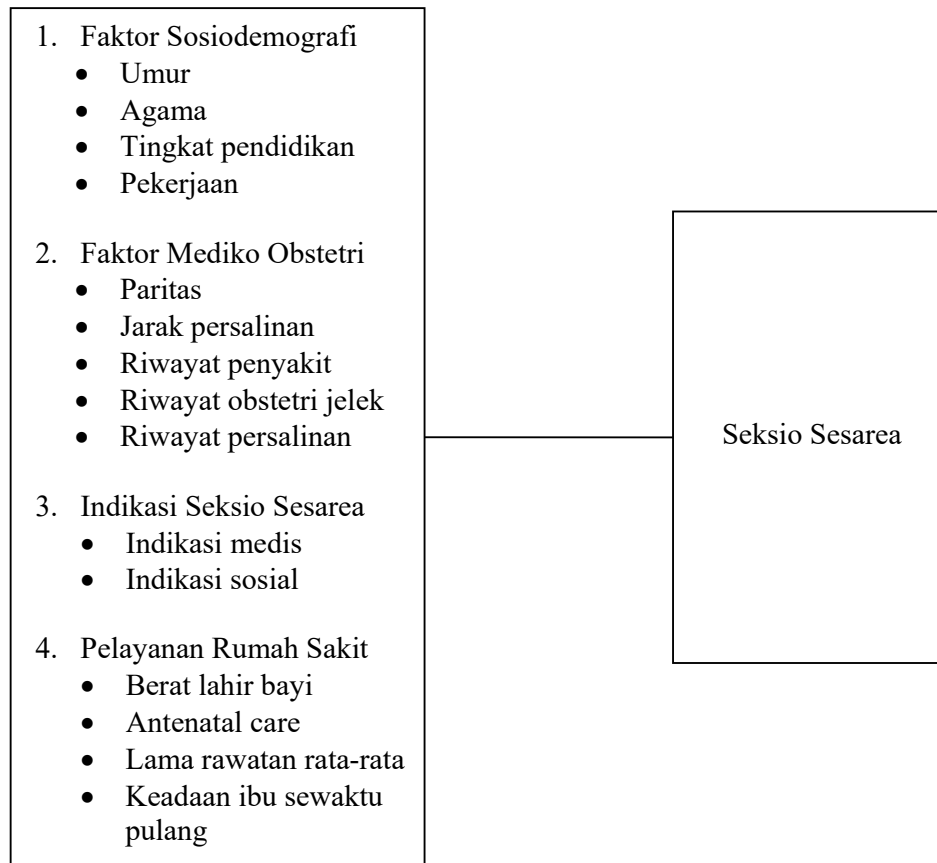 1. Faktor Sosiodemografi
• Umur
• Agama
• Tingkat pendidikan
• Pekerjaan
2. Faktor Mediko Obstetri
• Paritas
• Jarak persalinan
• Riwayat penyakit
• Riwayat obstetri jelek
• Riwayat persalinan
3. Indikasi Seksio Sesarea
• Indikasi medis
• Indikasi sosial
4. Pelayanan Rumah Sakit
• Berat lahir bayi
• Antenatal care
• Lama rawatan rata-rata
• Keadaan ibu sewaktu
pulang
Seksio Sesarea